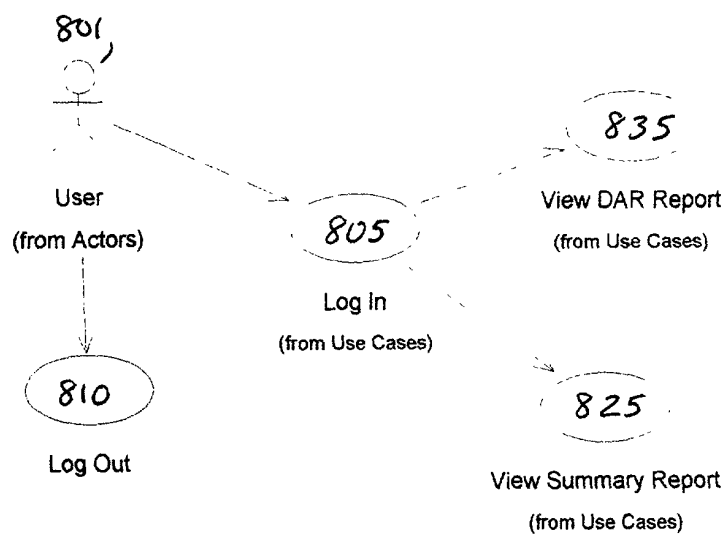 801
User
(from Actors)
805
Log In
(from Use Cases)
835
View DAR Report
(from Use Cases)
810
Log Out
825
View Summary Report
(from Use Cases)